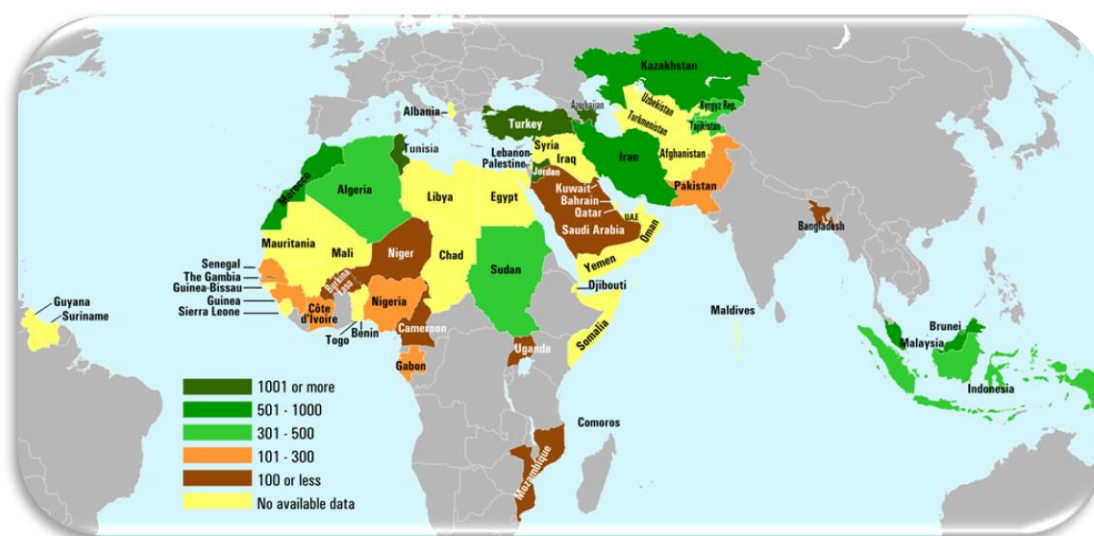 Kazakhstan
Uzbekistan
Kyrgyz Rep.
Turkmenistan
Tajikistan
Azerbaijan
Albania
Turkey
Tunisia
Syria
Lebanon
Palestine
Iraq
Iran
Afghanistan
Jordan
Pakistan
Morocco
Algeria
Libya
Egypt
Kuwait
Bahrain
Qatar
UAE
Saudi Arabia
Oman
Bangladesh
Mauritania
Mali
Niger
Chad
Sudan
Yemen
Djibouti
Senegal
The Gambia
Guinea-Bissau
Guinea
Sierra Leone
Burkina
Faso
Côte
d'Ivoire
Nigeria
Togo
Benin
Cameroon
Gabon
Uganda
Somalia
Maldives
Guyana
Suriname
Brunei
Malaysia
Indonesia
Comoros
Mozambique
1001 or more
501 - 1000
301 - 500
101 - 300
100 or less
No available data